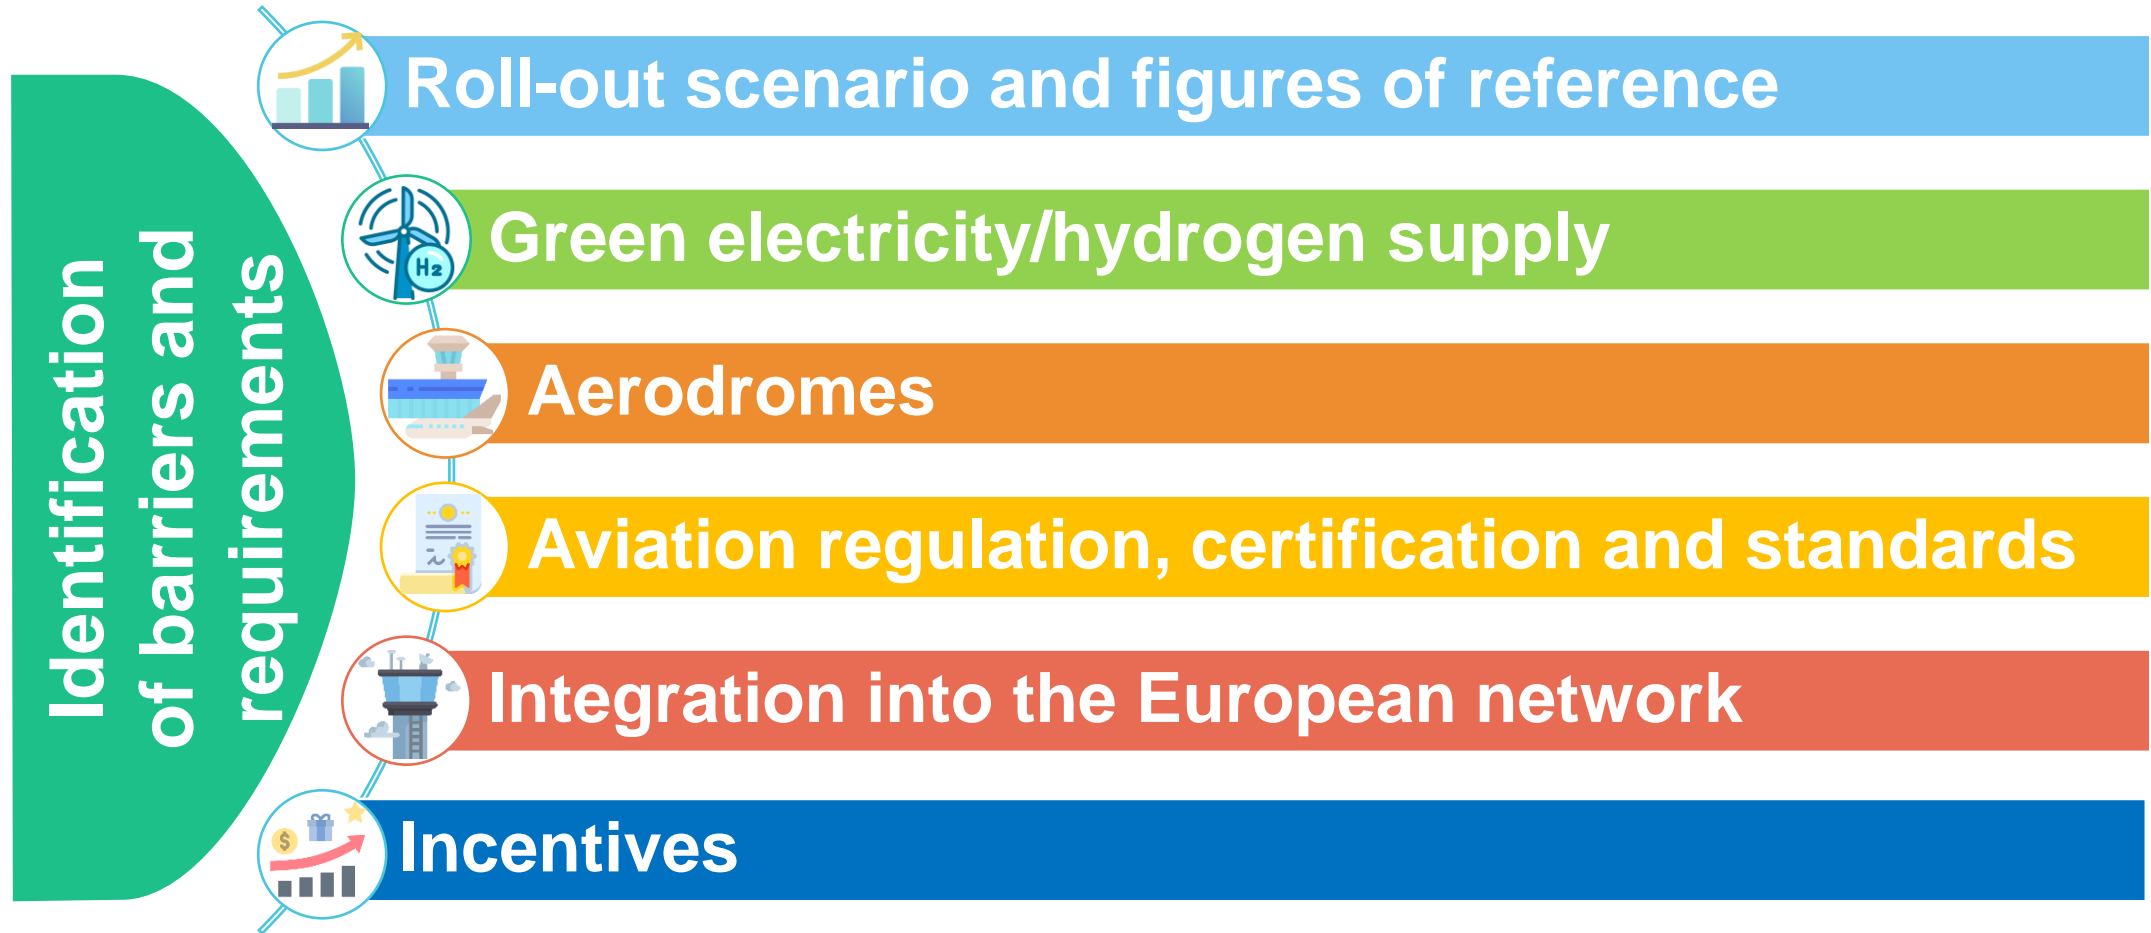 Identification
of barriers and
requirements
Roll-out scenario and figures of reference
Green electricity/hydrogen supply
H2
Aerodromes
Aviation regulation, certification and standards
Integration into the European network
$
Incentives